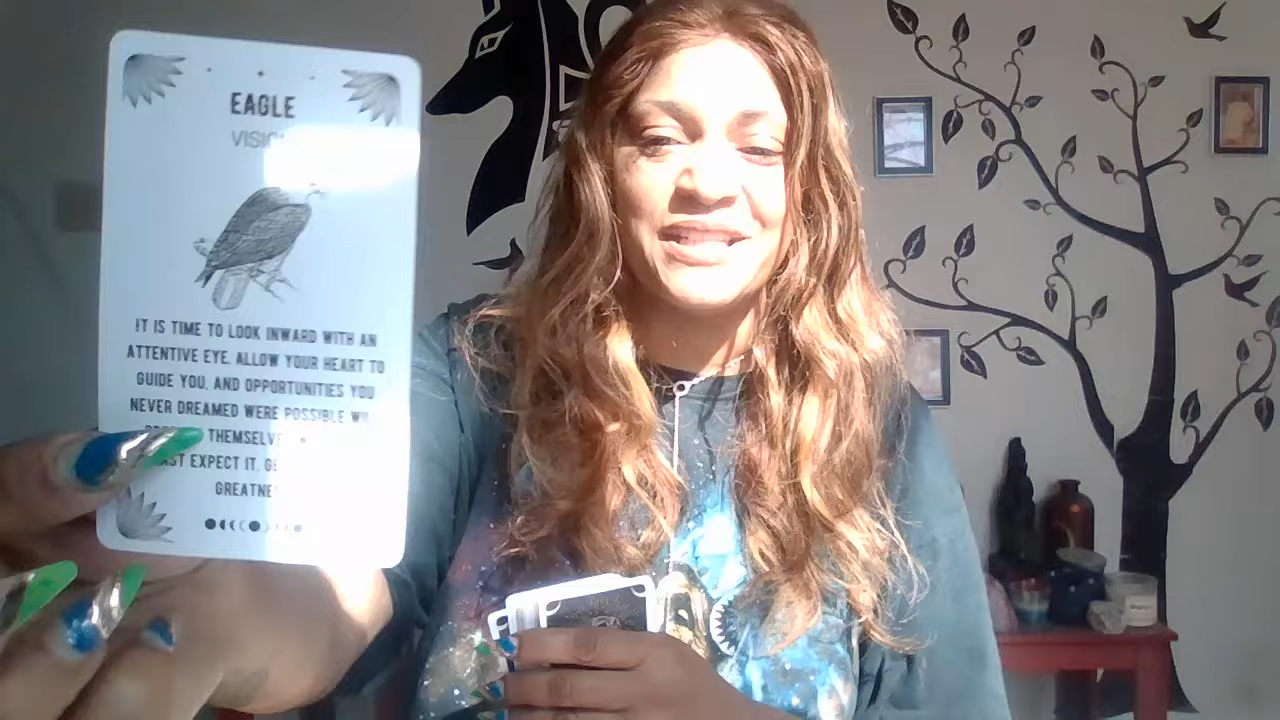 EAGLE
IT IS TIME TO LOOK INWARD WITH AN
ATTENTIVE EYE. ALLOW YOUR HEART TO
GUIDE YOU, AND OPPORTUNITIES YOU
NEVER DREAMED WERE POSSIBLE
EXPECT IT.